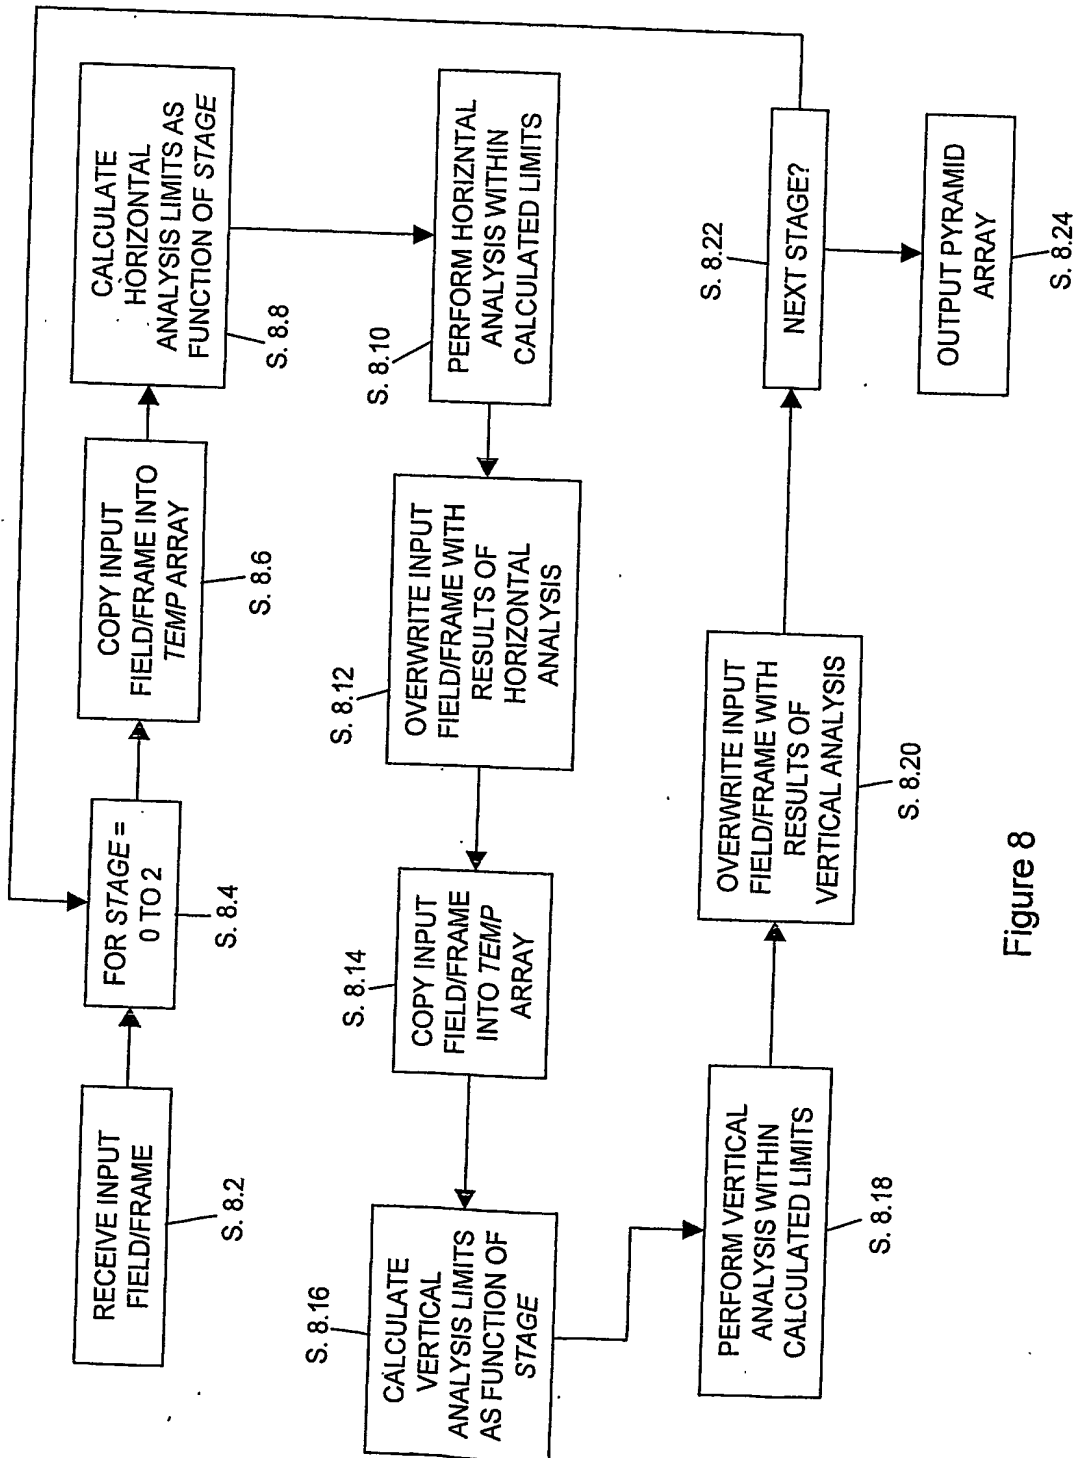 RECEIVE INPUT
FIELD/FRAME
S. 8.2
FOR STAGE =
0 TO 2
S. 8.4
COPY INPUT
FIELD/FRAME INTO
TEMP ARRAY
S. 8.6
CALCULATE
HORIZONTAL
ANALYSIS LIMITS AS
FUNCTION OF STAGE
S. 8.8
S. 8.10
PERFORM HORIZNTAL
ANALYSIS WITHIN
CALCULATED LIMITS
S. 8.12
OVERWRITE INPUT
FIELD/FRAME WITH
RESULTS OF
HORIZONTAL
ANALYSIS
S. 8.14
COPY INPUT
FIELD/FRAME
INTO TEMP
ARRAY
S. 8.16
CALCULATE
VERTICAL
ANALYSIS LIMITS
AS FUNCTION OF
STAGE
PERFORM VERTICAL
ANALYSIS WITHIN
CALCULATED LIMITS
S. 8.18
OVERWRITE INPUT
FIELD/FRAME WITH
RESULTS OF
VERTICAL ANALYSIS
S. 8.20
S. 8.22
NEXT STAGE?
OUTPUT PYRAMID
ARRAY
S. 8.24
Figure 8